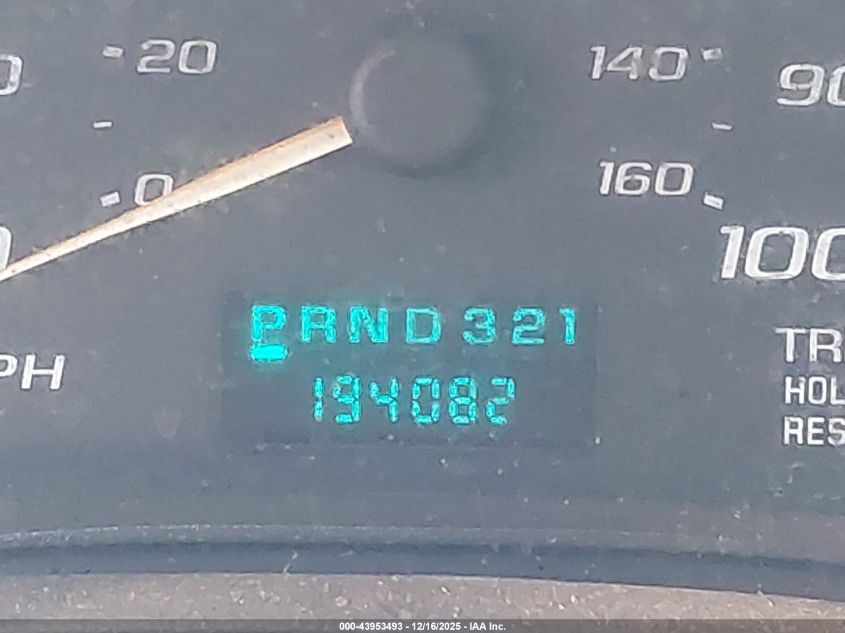 20
0
140
160
90
100
PRND321
194082
PH
TR
HOL
RES
000-43953493 - 12/16/2025 - IAA Inc.